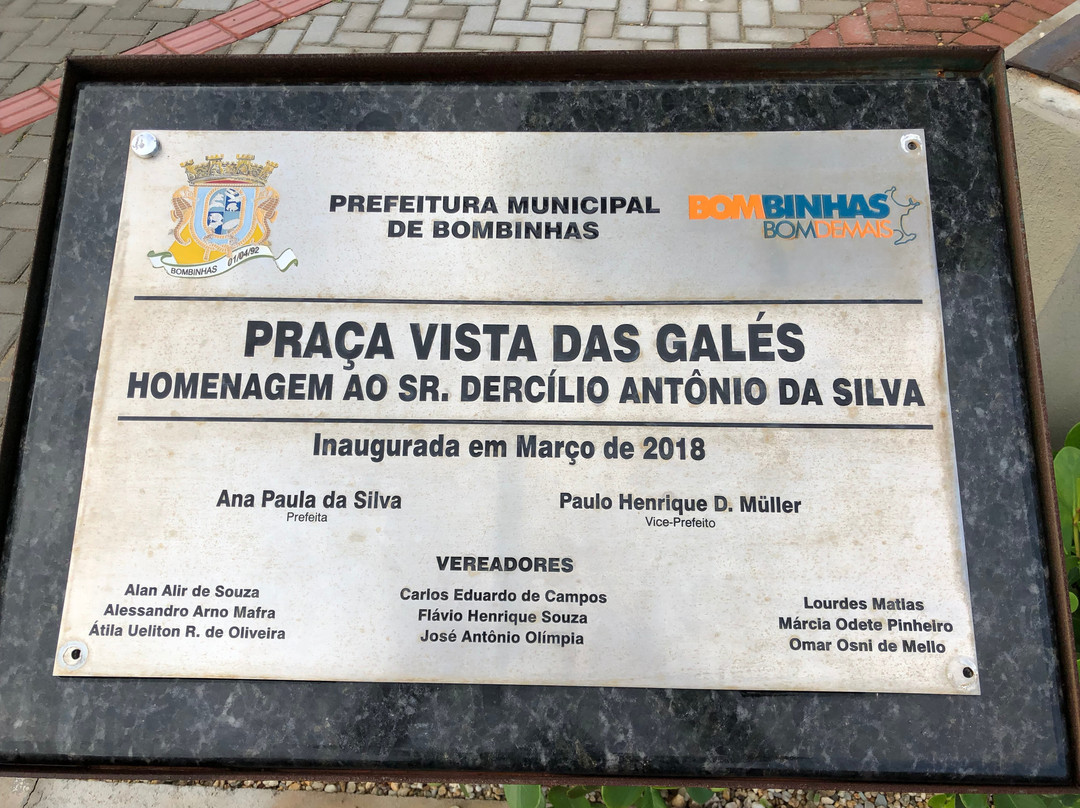 PREFEITURA MUNICIPAL
DE BOMBINHAS
BOMBINHAS
BOMDEMAIS
BOMBINHAS 01/04/92
PRAÇA VISTA DAS GALÉS
HOMENAGEM AO SR. DERCÍLIO ANTÔNIO DA SILVA
Inaugurada em Março de 2018
Ana Paula da Silva
Prefeita
Paulo Henrique D. Müller
Vice-Prefeito
VEREADORES
Alan Alir de Souza
Alessandro Arno Mafra
Átila Ueliton R. de Oliveira
Carlos Eduardo de Campos
Flávio Henrique Souza
José Antônio Olímpia
Lourdes Matias
Márcia Odete Pinheiro
Omar Osni de Mello